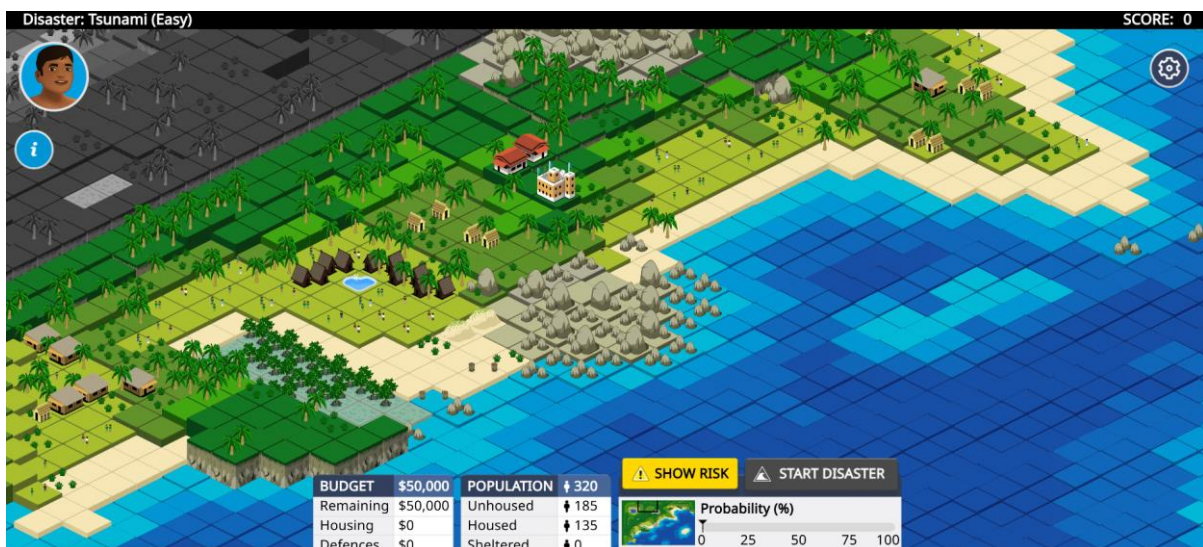 Disaster: Tsunami (Easy) SCORE: 0
i
SHOW RISK START DISASTER
BUDGET $50,000 POPULATION 320
Remaining $50,000 Unhoused 185
Housing $0 Housed 135
Defences $0 Sheltered 0
Probability (%)
0 25 50 75 100